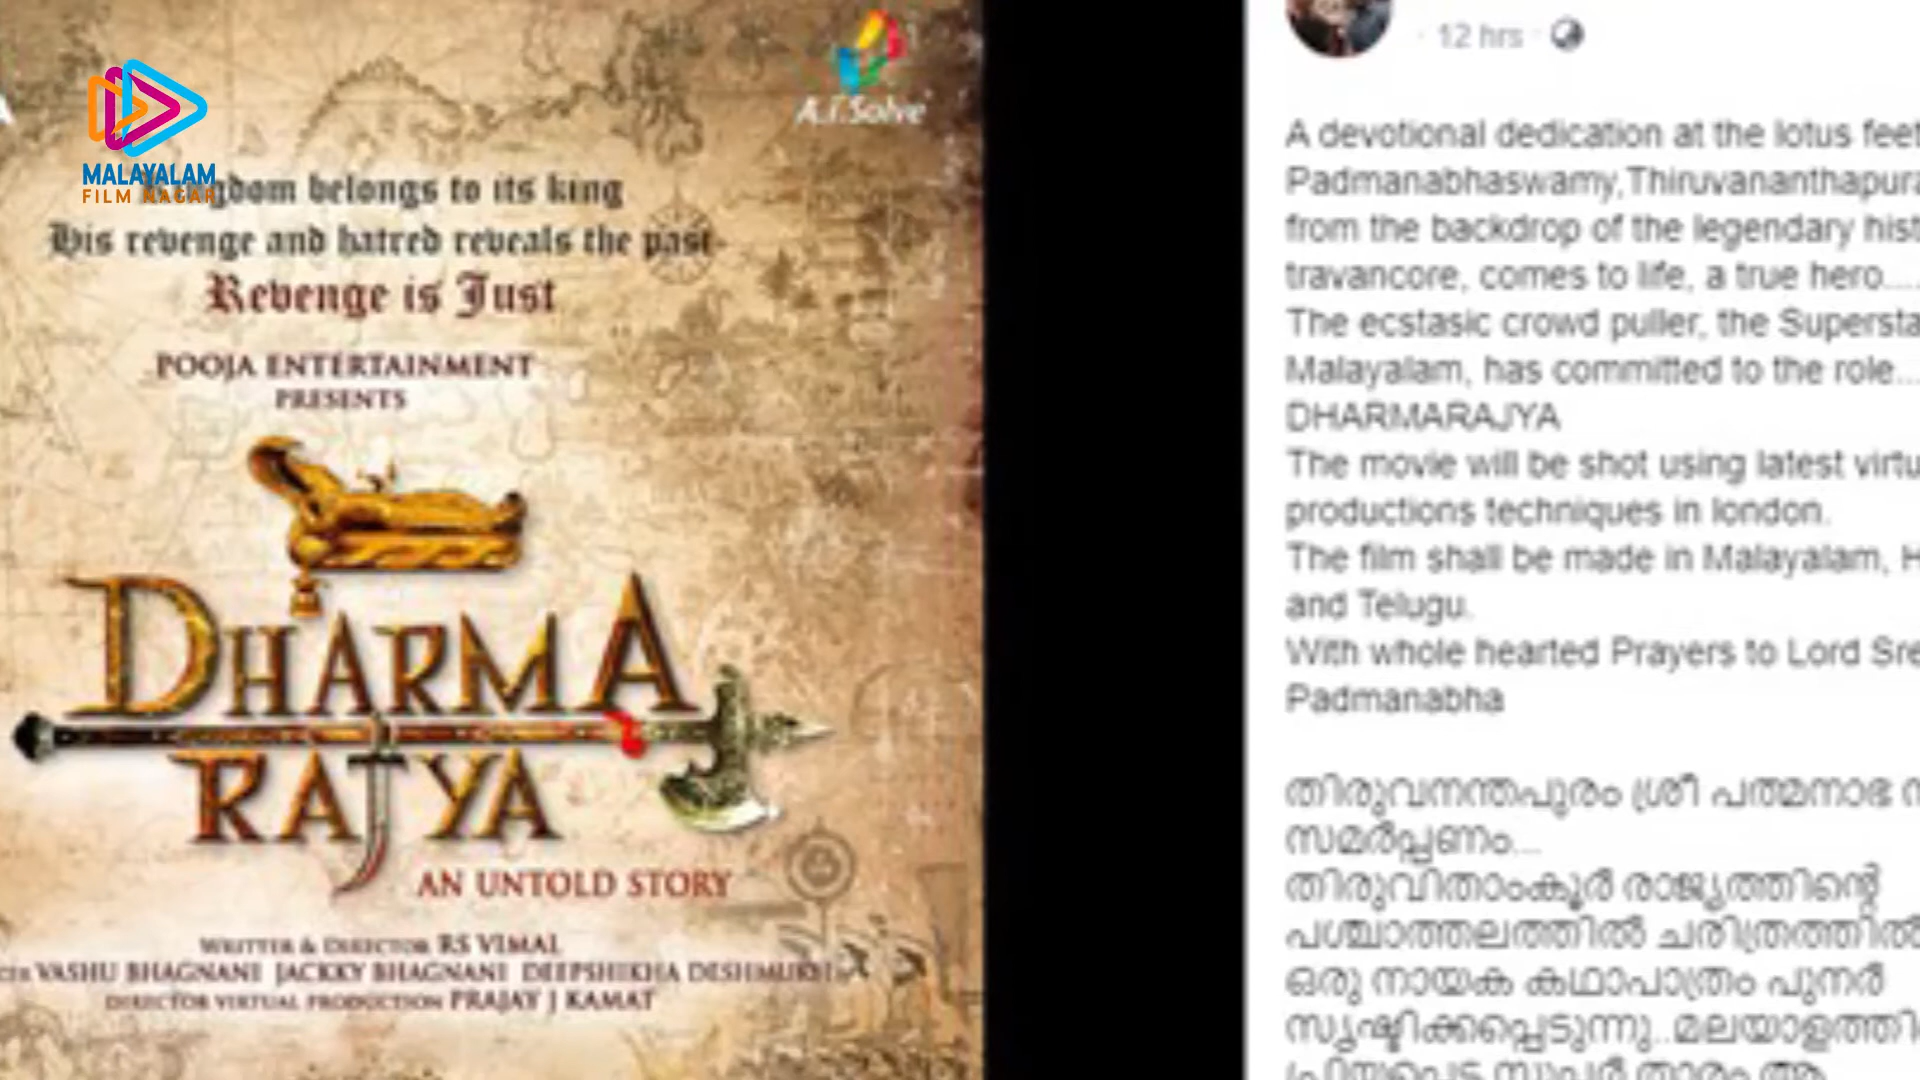 MALAYALAM
FILM NAGAR
A
A.I.Solve
belongs to its king
His revenge and hatred reveals the past
Revenge is Just
POOJA ENTERTAINMENT
PRESENTS
DHARMA
RAJYA
AN UNTOLD STORY
WRITTER & DIRECTOR RS VIMAL
VASHU BHAGNANI JACKKY BHAGNANI DEEPSHIKHA DESHMUKH
DIRECTOR VIRTUAL PRODUCTION PRAJAY J KAMAT
12 hrs
A devotional dedication at the lotus feet
Padmanabhaswamy,Thiruvananthapura
from the backdrop of the legendary hist
travancore, comes to life, a true hero....
The ecstasic crowd puller, the Supersta
Malayalam, has committed to the role...
DHARMARAJYA
The movie will be shot using latest virtu
productions techniques in london.
The film shall be made in Malayalam, H
and Telugu.
With whole hearted Prayers to Lord Sre
Padmanabha
തിരുവനന്തപുരം ശ്രീ പത്മനാഭ
സമർപ്പണം...
തിരുവിതാംകൂർ രാജ്യത്തിന്റെ
പശ്ചാത്തലത്തിൽ ചരിത്രത്തിൽ
ഒരു നായക കഥാപാത്രം പുനർ
സൃഷ്ടിക്കപ്പെടുന്നു..മലയാളത്തി
പ്രിയപ്പെട്ട സൂപ്പർ താരം ആ